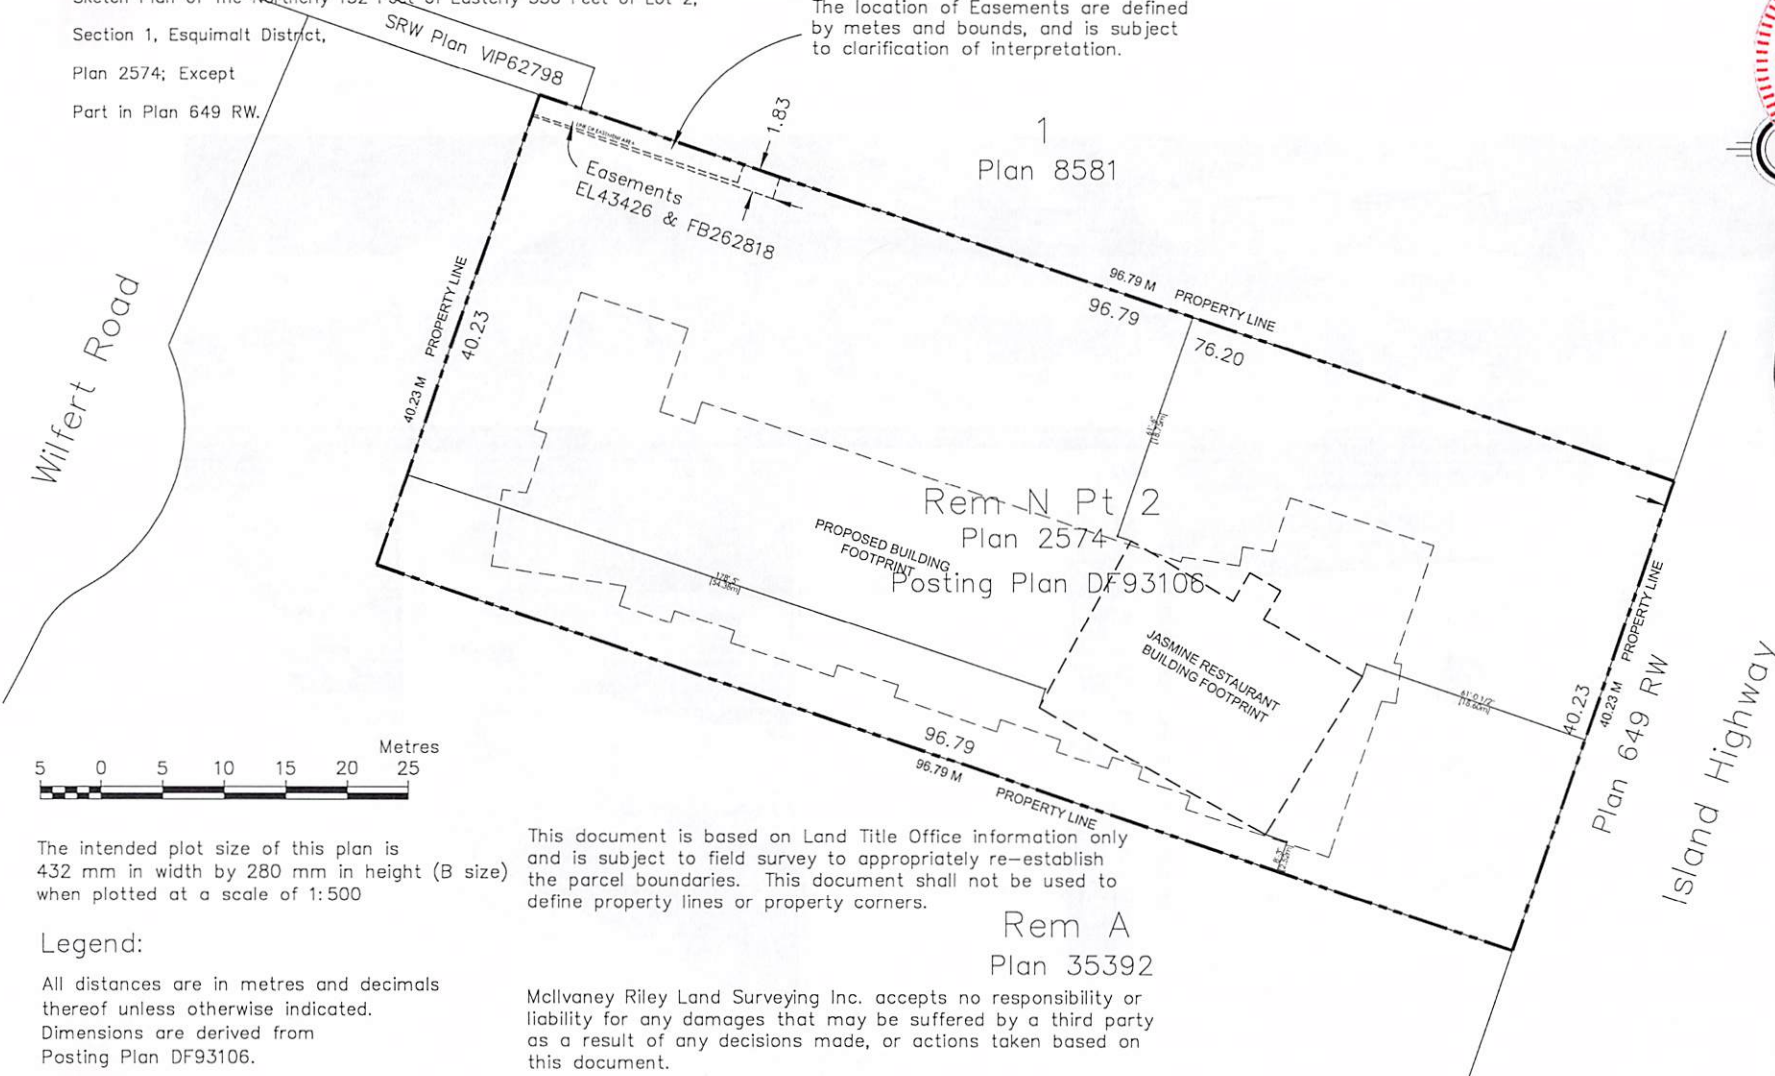 Section 1, Esquimalt District,
Plan 2574; Except
Part in Plan 649 RW.
SRW Plan VIP62798
The location of Easements are defined
by metes and bounds, and is subject
to clarification of interpretation.
1.83
1
Plan 8581
Easements
EL43426 & FB262818
Wilfert Road
40.23 M PROPERTY LINE
40.23
96.79 M PROPERTY LINE
96.79
76.20
Rem N Pt 2
Plan 2574
Posting Plan DF93106
PROPOSED BUILDING
FOOTPRINT
JASMINE RESTAURANT
BUILDING FOOTPRINT
61'-0 1/2"
[18.60m]
40.23
40.23 M PROPERTY LINE
Plan 649 RW
Island Highway
96.79
96.79 M PROPERTY LINE
Metres
5 0 5 10 15 20 25
The intended plot size of this plan is
432 mm in width by 280 mm in height (B size)
when plotted at a scale of 1:500
Legend:
All distances are in metres and decimals
thereof unless otherwise indicated.
Dimensions are derived from
Posting Plan DF93106.
This document is based on Land Title Office information only
and is subject to field survey to appropriately re-establish
the parcel boundaries. This document shall not be used to
define property lines or property corners.
Rem A
Plan 35392
McIlvaney Riley Land Surveying Inc. accepts no responsibility or
liability for any damages that may be suffered by a third party
as a result of any decisions made, or actions taken based on
this document.